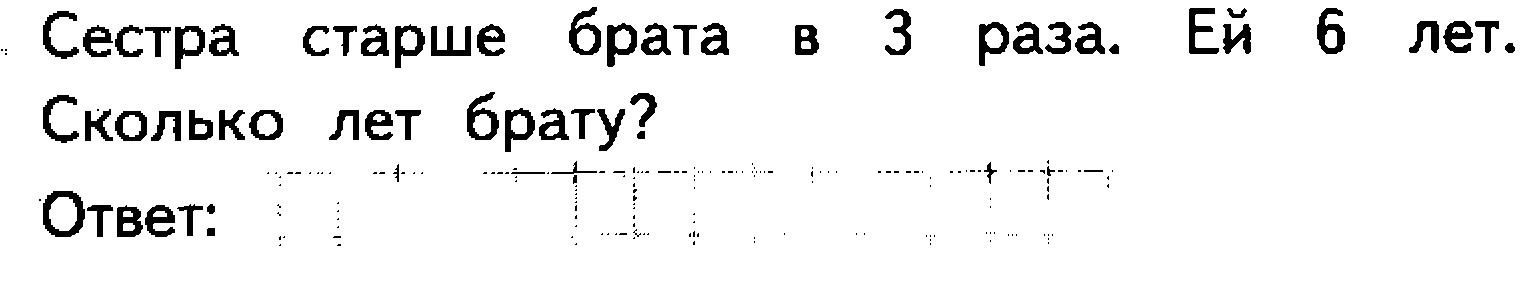 Сестра старше брата в 3 раза. Ей 6 лет.
Сколько лет брату?
Ответ: